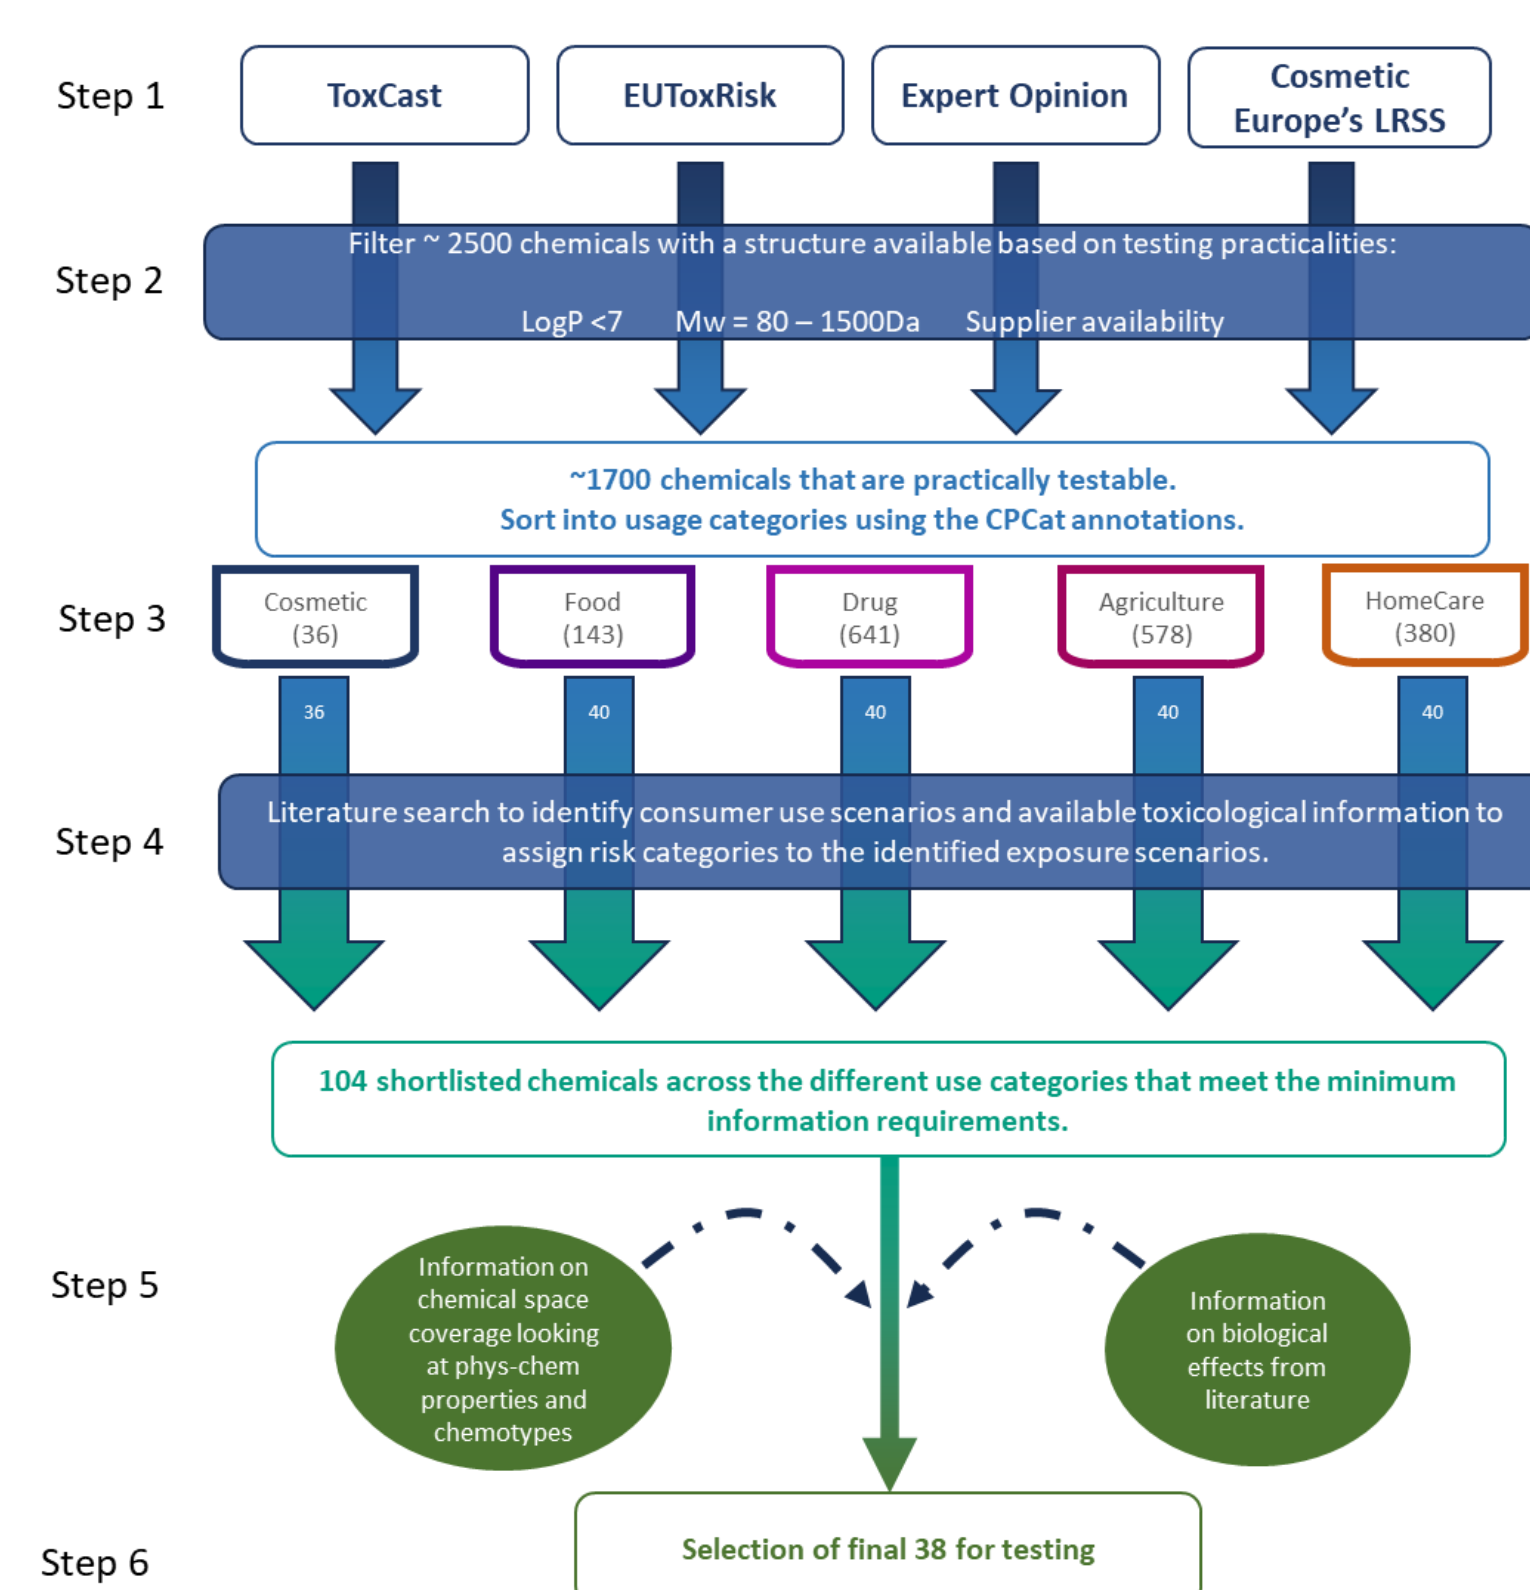 Step 1
ToxCast
EUToxRisk
Expert Opinion
Cosmetic
Europe's LRSS
Step 2
Filter ~ 2500 chemicals with a structure available based on testing practicalities:
LogP <7 Mw = 80 – 1500Da Supplier availability
~1700 chemicals that are practically testable.
Sort into usage categories using the CPCat annotations.
Step 3
Cosmetic
(36)
Food
(143)
Drug
(641)
Agriculture
(578)
HomeCare
(380)
36
40
40
40
40
Step 4
Literature search to identify consumer use scenarios and available toxicological information to
assign risk categories to the identified exposure scenarios.
104 shortlisted chemicals across the different use categories that meet the minimum
information requirements.
Step 5
Information on
chemical space
coverage looking
at phys-chem
properties and
chemotypes
Information
on biological
effects from
literature
Step 6
Selection of final 38 for testing